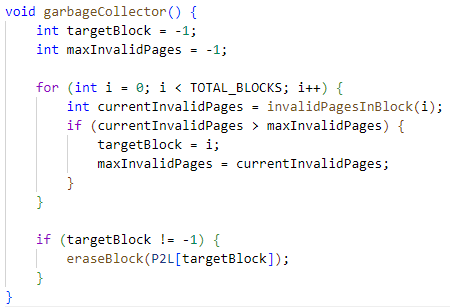 void garbageCollector() {
    int targetBlock = -1;
    int maxInvalidPages = -1;

    for (int i = 0; i < TOTAL_BLOCKS; i++) {
        int currentInvalidPages = invalidPagesInBlock(i);
        if (currentInvalidPages > maxInvalidPages) {
            targetBlock = i;
            maxInvalidPages = currentInvalidPages;
        }
    }

    if (targetBlock != -1) {
        eraseBlock(P2L[targetBlock]);
    }
}